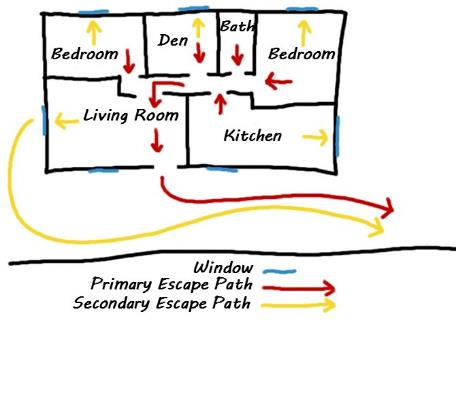 Bath
Den
Bedroom
Bedroom
Living Room
Kitchen
Window
Primary Escape Path
Secondary Escape Path